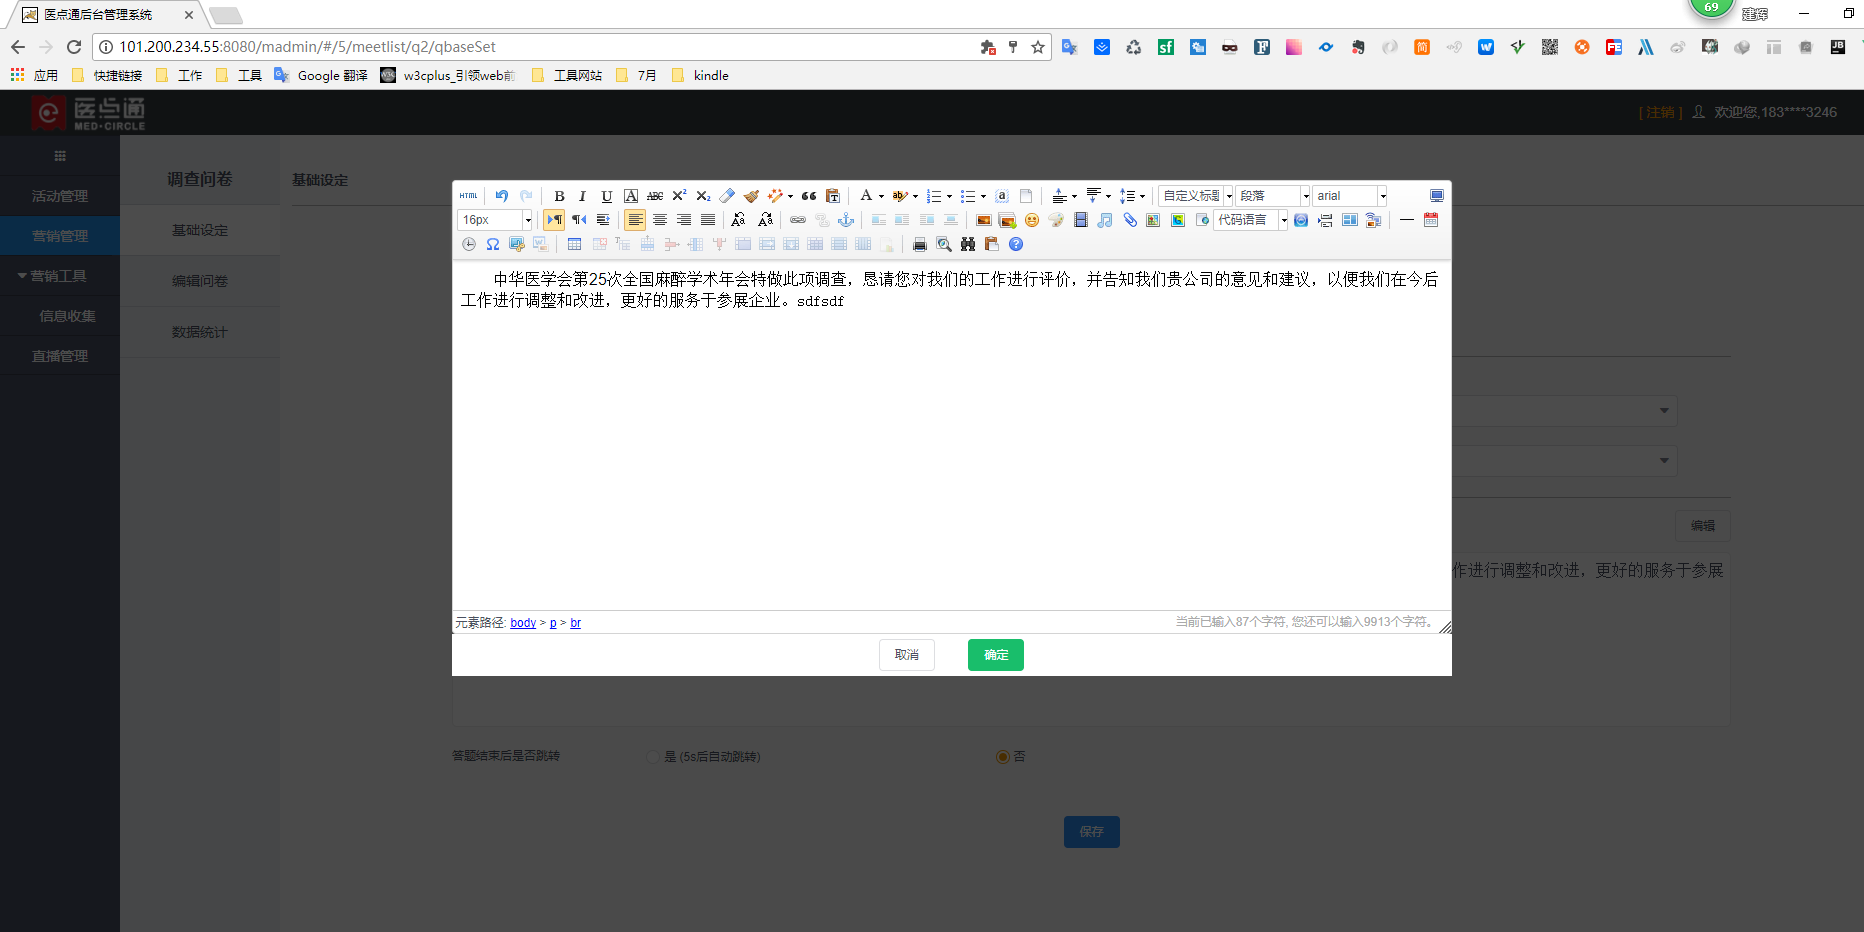 69
建辉
医点通后台管理系统
101.200.234.55:8080/madmin/#/5/meetlist/q2/qbaseSet
应用 快捷链接 工作 工具 Google 翻译 w3cplus_引领web前 工具网站 7月 kindle
医点通
MED·CIRCLE
[ 注销 ] 欢迎您,183****3246
活动管理
营销管理
营销工具
信息收集
直播管理
调查问卷
基础设定
编辑问卷
数据统计
基础设定
HTML B I U A ABC X² X₂ A ab a 自定义标题 段落 arial
16px 代码语言
中华医学会第25次全国麻醉学术年会特做此项调查，恳请您对我们的工作进行评价，并告知我们贵公司的意见和建议，以便我们在今后
工作进行调整和改进，更好的服务于参展企业。sdfsdf
元素路径: body > p > br
当前已输入87个字符, 您还可以输入9913个字符。
取消 确定
编辑
作进行调整和改进，更好的服务于参展
答题结束后是否跳转 是 (5s后自动跳转) 否
保存